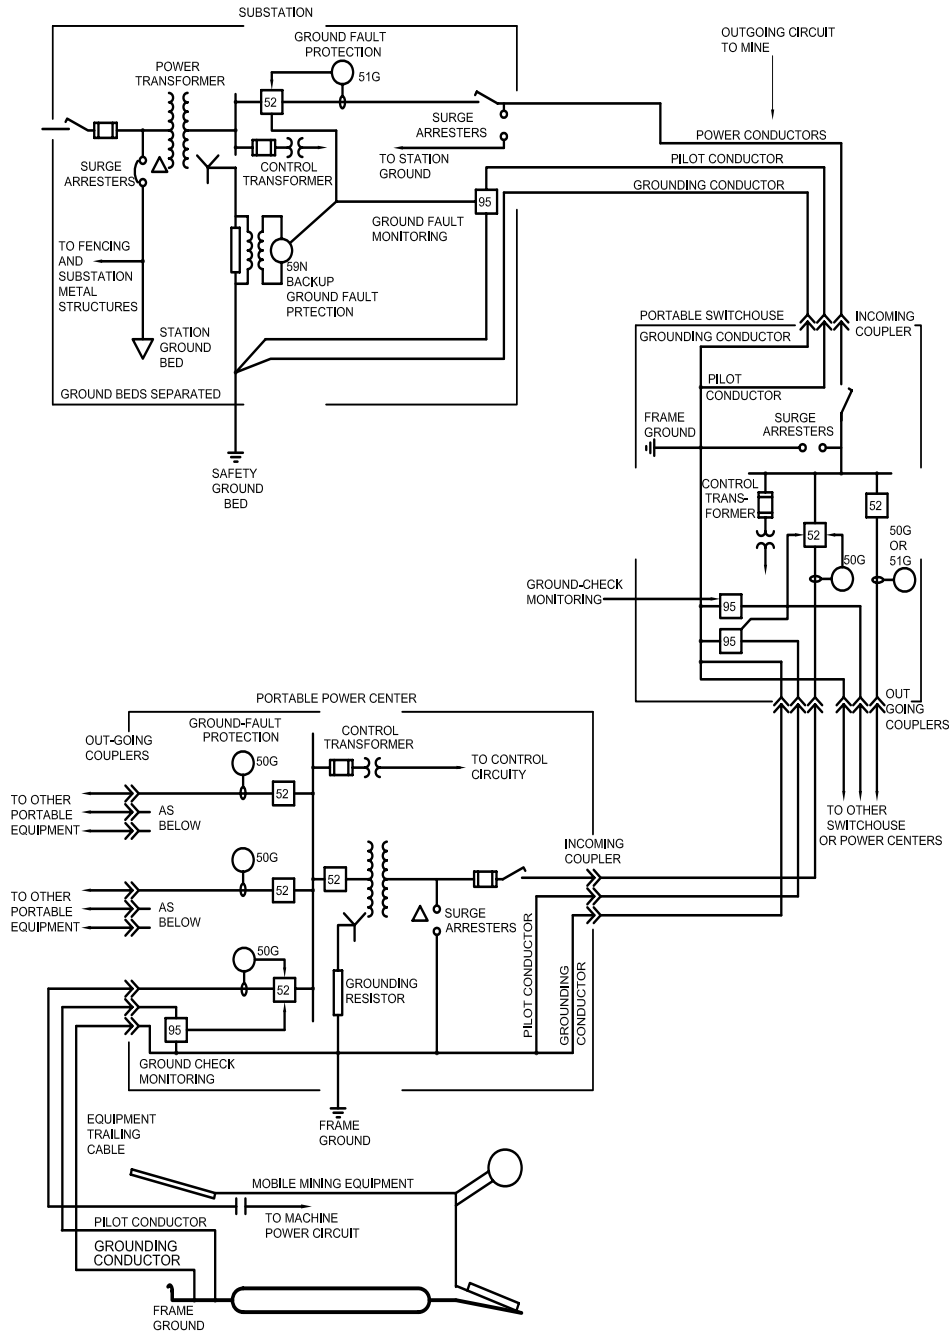 SUBSTATION
GROUND FAULT
PROTECTION
51G
OUTGOING CIRCUIT
TO MINE
POWER
TRANSFORMER
52
SURGE
ARRESTERS
POWER CONDUCTORS
SURGE
ARRESTERS
CONTROL
TRANSFORMER
TO STATION
GROUND
PILOT CONDUCTOR
GROUNDING CONDUCTOR
95
GROUND FAULT
MONITORING
TO FENCING
AND
SUBSTATION
METAL
STRUCTURES
59N
BACKUP
GROUND FAULT
PRTECTION
STATION
GROUND
BED
GROUND BEDS SEPARATED
SAFETY
GROUND
BED
PORTABLE SWITCHOUSE
INCOMING
COUPLER
GROUNDING CONDUCTOR
PILOT
CONDUCTOR
FRAME
GROUND
SURGE
ARRESTERS
CONTROL
TRANS-
FORMER
52
52
50G
OR
51G
50G
GROUND-CHECK
MONITORING
95
95
OUT
GOING
COUPLERS
TO OTHER
SWITCHOUSE
OR POWER CENTERS
PORTABLE POWER CENTER
OUT-GOING
COUPLERS
GROUND-FAULT
PROTECTION
50G
CONTROL
TRANSFORMER
TO CONTROL
CIRCUITY
52
TO OTHER
PORTABLE
EQUIPMENT
AS
BELOW
INCOMING
COUPLER
50G
52
52
TO OTHER
PORTABLE
EQUIPMENT
AS
BELOW
SURGE
ARRESTERS
PILOT CONDUCTOR
GROUNDING
CONDUCTOR
50G
52
GROUNDING
RESISTOR
95
GROUND CHECK
MONITORING
FRAME
GROUND
EQUIPMENT
TRAILING
CABLE
MOBILE MINING EQUIPMENT
TO MACHINE
POWER CIRCUIT
PILOT CONDUCTOR
GROUNDING
CONDUCTOR
FRAME
GROUND